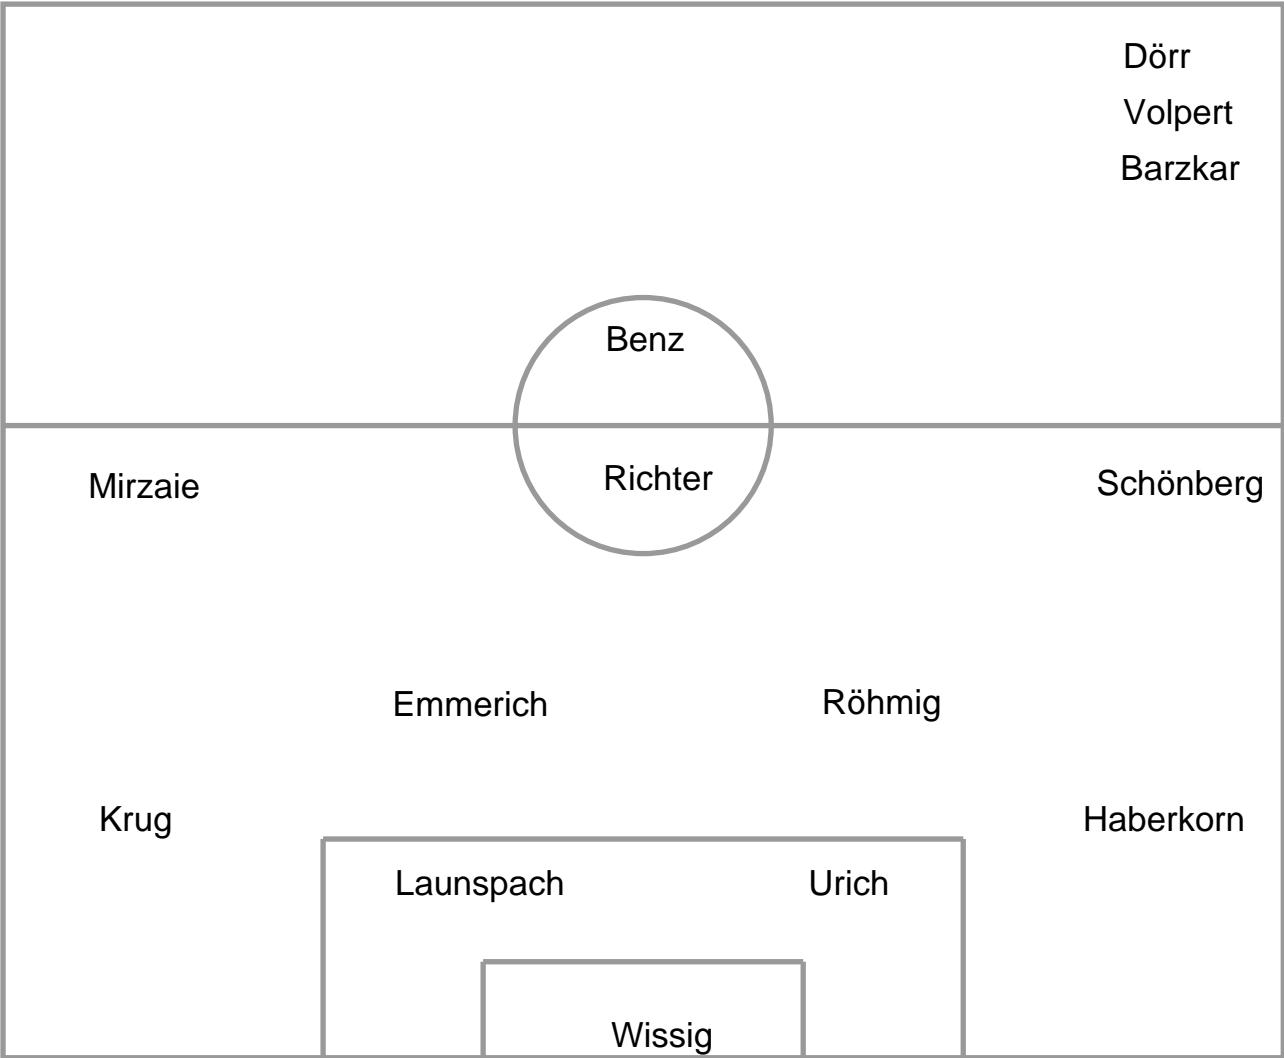 Dörr
Volpert
Barzkar
Benz
Mirzaie Richter Schönberg
Emmerich Röhmig
Krug Haberkorn
Launspach Urich
Wissig